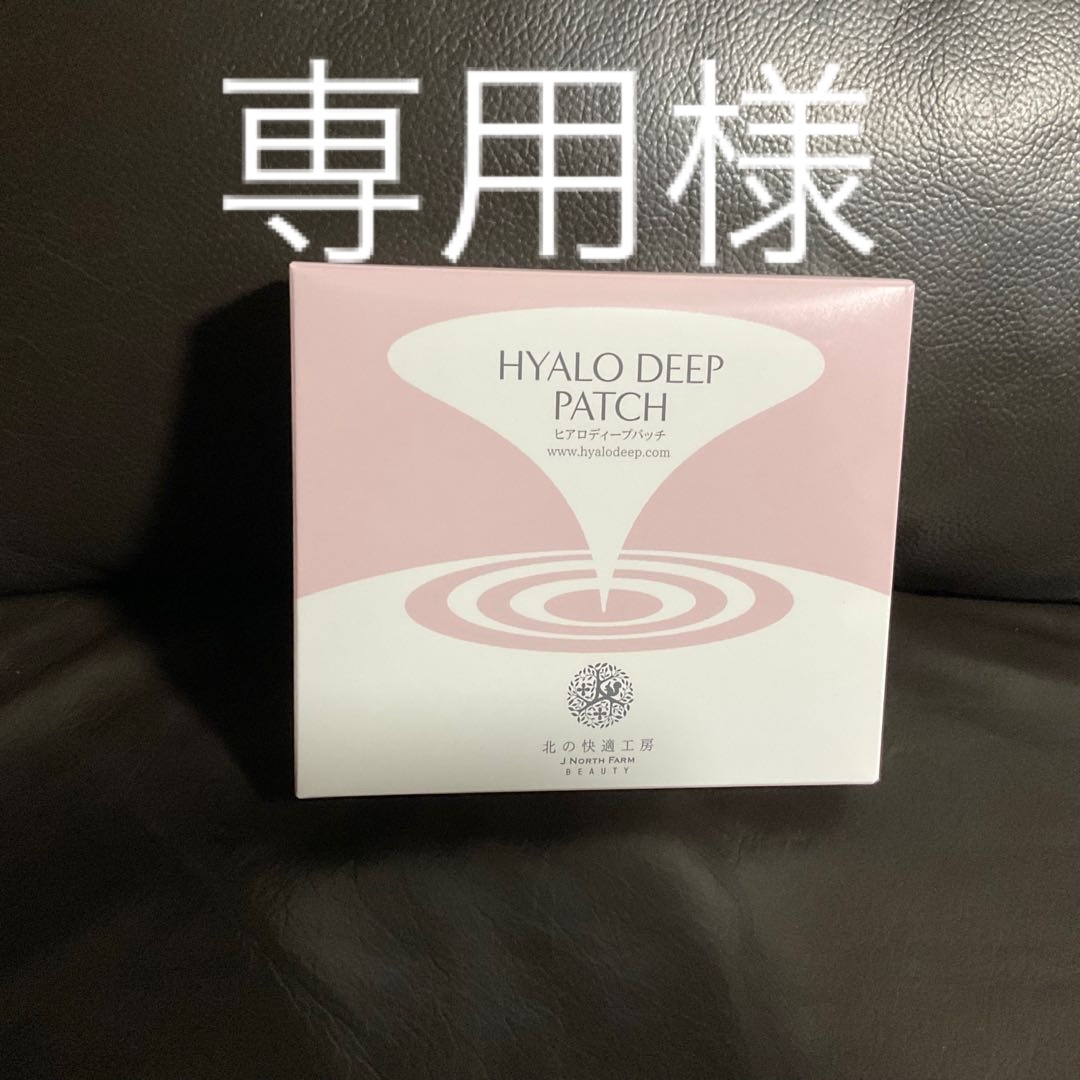 専用様
HYALO DEEP
PATCH
ヒアロディープパッチ
www.hyalodeep.com
北の快適工房
J NORTH FARM
BEAUTY